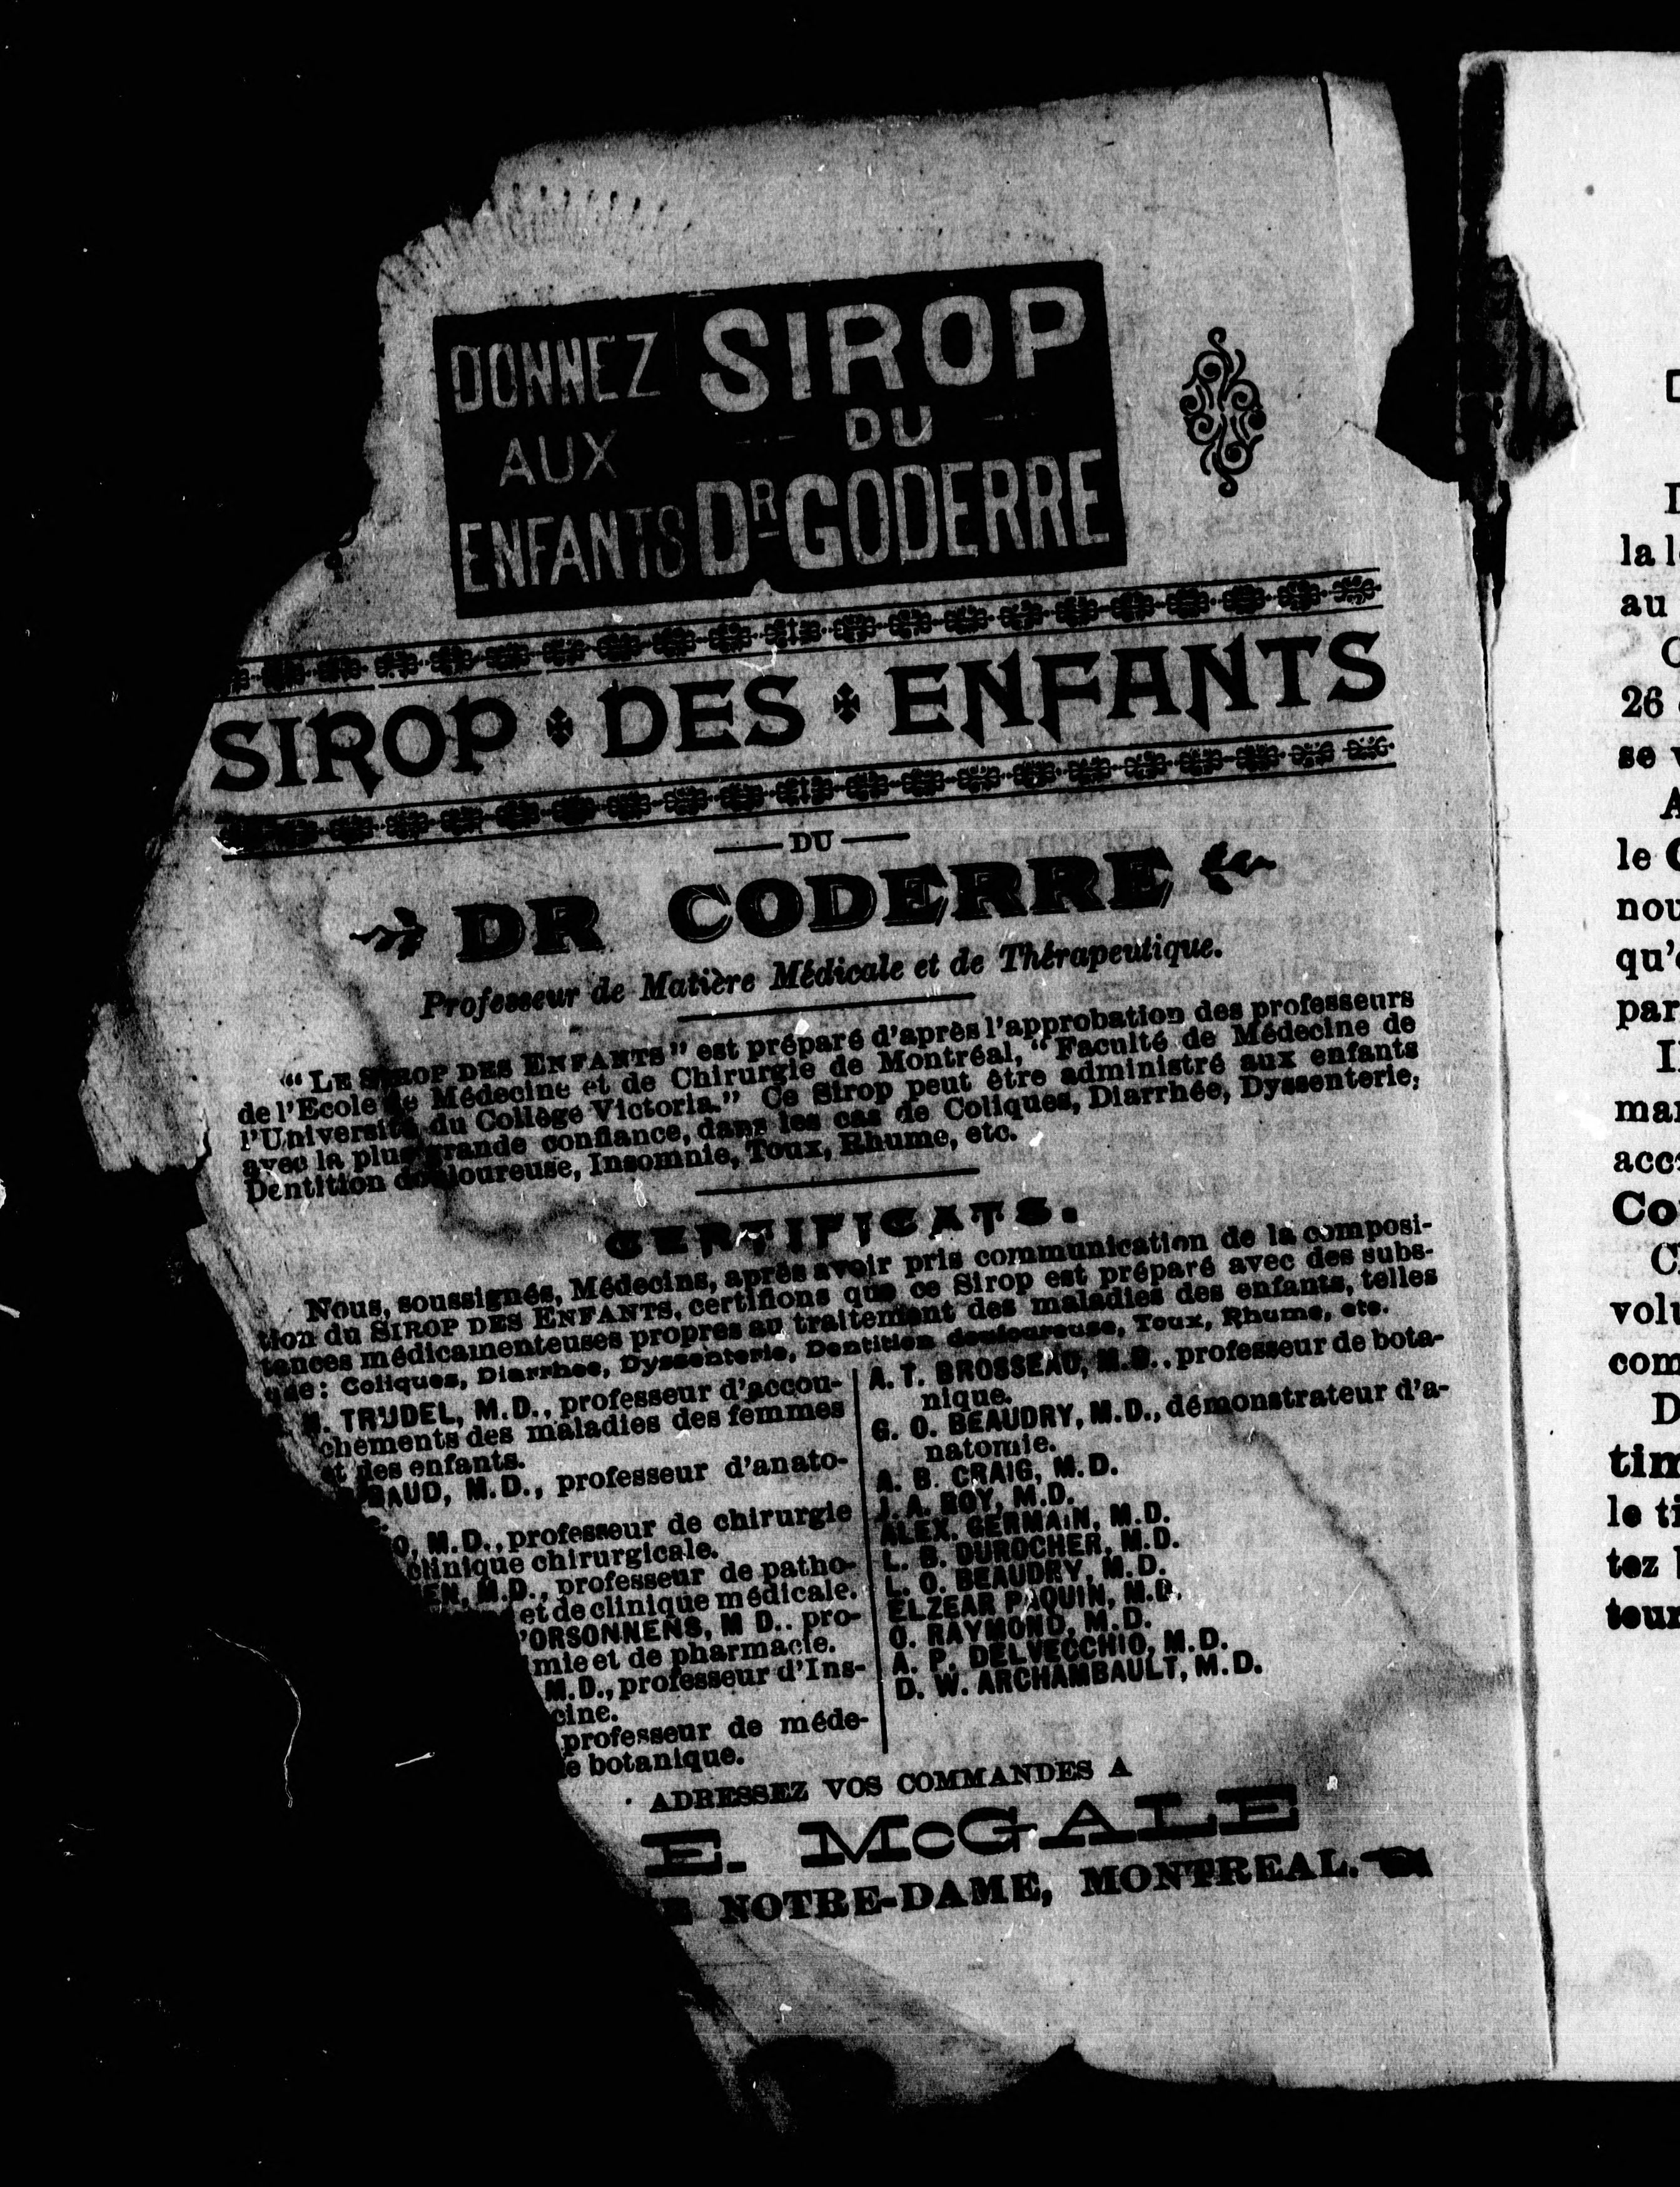 DONNEZ
AUX
ENFANTS
SIROP
DU
DR GODERRE
SIROP DES ENFANTS
DU
DR CODERRE
Professeur de Matière Médicale et de Thérapeutique.
"LE SIROP DES ENFANTS" est préparé d'après l'approbation des professeurs
de l'Ecole de Médecine et de Chirurgie de Montréal, "Faculté de Médecine de
l'Université du Collège Victoria." Ce Sirop peut être administré aux enfants
avec la plus grande confiance, dans les cas de Coliques, Diarrhée, Dyssenterie,
Dentition douloureuse, Insomnie, Toux, Rhume, etc.
CERTIFICATS.
Nous, soussignés, Médecins, après avoir pris communication de la composi-
tion du SIROP DES ENFANTS, certifions que ce Sirop est préparé avec des subs-
tances médicamenteuses propres au traitement des maladies des enfants, telles
que: Coliques, Diarrhee, Dyssenterie, Dentition douloureuse, Toux, Rhume, etc.
TRUDEL, M.D., professeur d'accou-
chements des maladies des femmes
et des enfants.
BAUD, M.D., professeur d'anato-
O, M.D., professeur de chirurgie
clinique chirurgicale.
EN, M.D., professeur de patho-
et de clinique médicale.
'ORSONNENS, M D.. pro-
mie et de pharmacie.
M.D., professeur d'Ins-
cine.
professeur de méde-
e botanique.
A. T. BROSSEAU, M.D., professeur de bota-
nique.
G. O. BEAUDRY, M.D., démonstrateur d'a-
natomie.
A. B. CRAIG, M.D.
J. A. ROY, M.D.
ALEX. GERMAIN, M.D.
L. B. DUROCHER, M.D.
L. O. BEAUDRY, M.D.
ELZEAR PAQUIN, M.D.
O. RAYMOND, M.D.
A. P. DELVECCHIO, M.D.
D. W. ARCHAMBAULT, M.D.
ADRESSEZ VOS COMMANDES A
E. McGALE
E NOTRE-DAME, MONTREAL.
la l
au
26
se v
A
le C
nou
qu'
par
mar
acc
Co
volu
com
D
tim
le ti
tez
teur